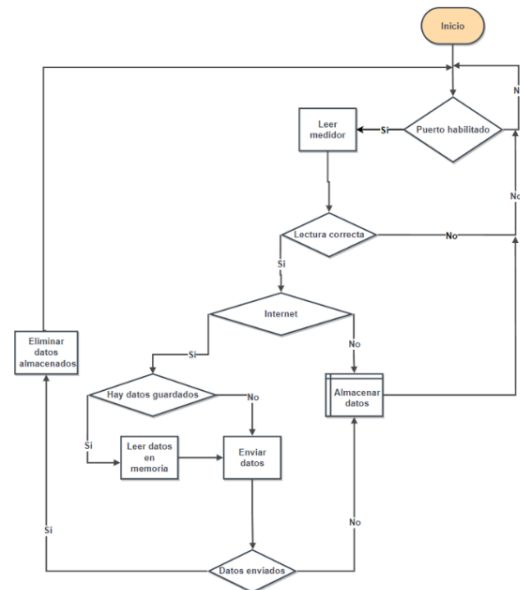 Inicio
N
Leer
medidor
Si
Puerto habilitado
No
Lectura correcta
No
Si
Internet
No
Eliminar
datos
almacenados
Si
Hay datos guardados
No
Almacenar
datos
Si
Leer datos
en
memoria
Enviar
datos
Si
No
Datos enviados